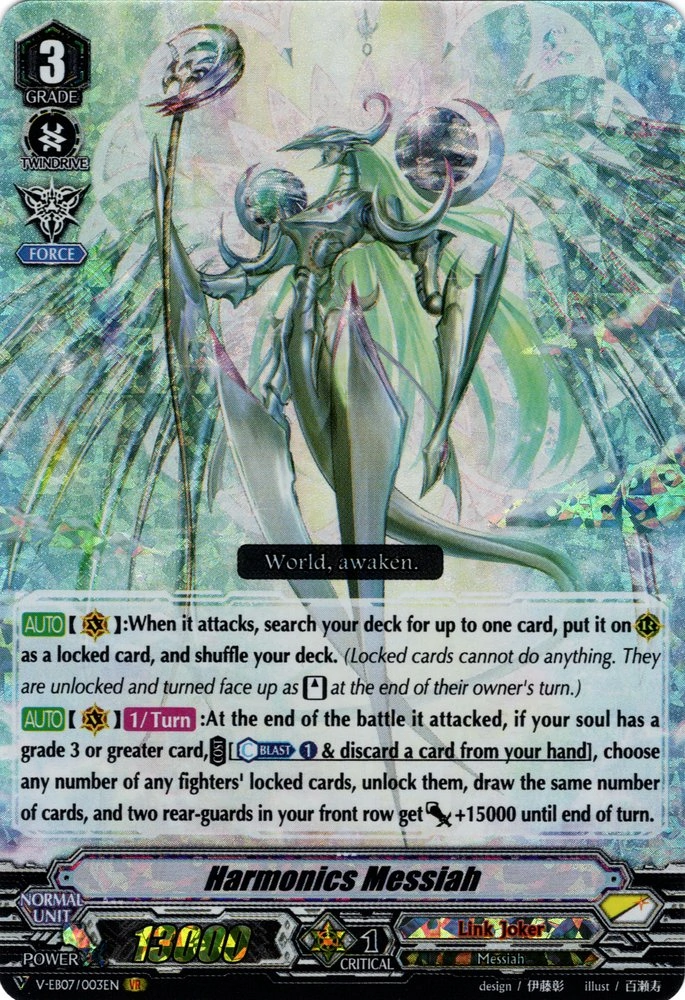 3
GRADE
TWINDRIVE
FORCE
World, awaken.
AUTO【 】:When it attacks, search your deck for up to one card, put it on
as a locked card, and shuffle your deck. (Locked cards cannot do anything. They
are unlocked and turned face up as at the end of their owner's turn.)
AUTO【 】1/Turn :At the end of the battle it attacked, if your soul has a
grade 3 or greater card, COST [C BLAST 1 & discard a card from your hand], choose
any number of any fighters' locked cards, unlock them, draw the same number
of cards, and two rear-guards in your front row get +15000 until end of turn.
Harmonics Messiah
NORMAL
UNIT
POWER 13000
1
CRITICAL
Link Joker
Messiah
V-EB07/003EN VR
design / 伊藤彰 illust / 百瀬寿